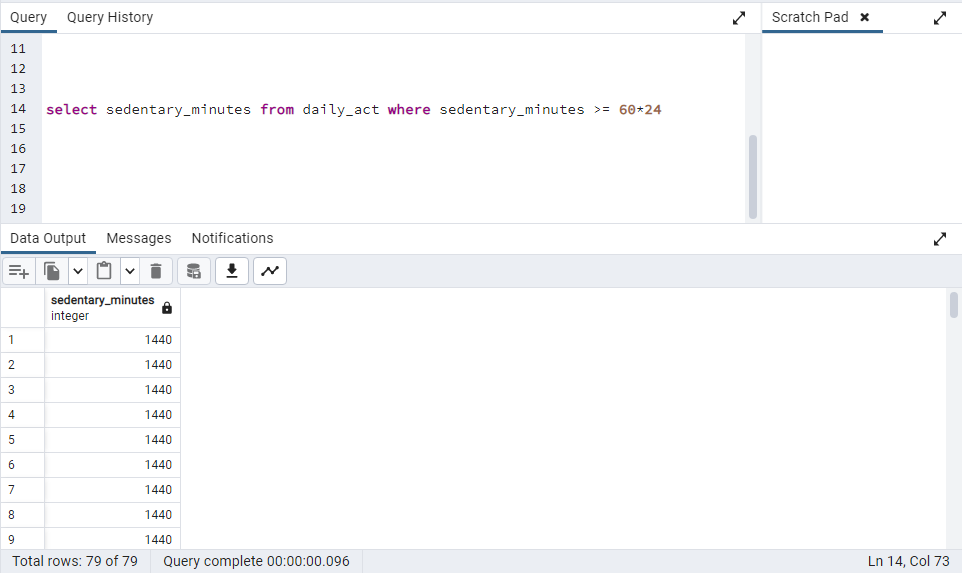 Query Query History Scratch Pad
11
12
13
14 select sedentary_minutes from daily_act where sedentary_minutes >= 60*24
15
16
17
18
19
Data Output Messages Notifications
sedentary_minutes
integer
1 1440
2 1440
3 1440
4 1440
5 1440
6 1440
7 1440
8 1440
9 1440
Total rows: 79 of 79 Query complete 00:00:00.096 Ln 14, Col 73